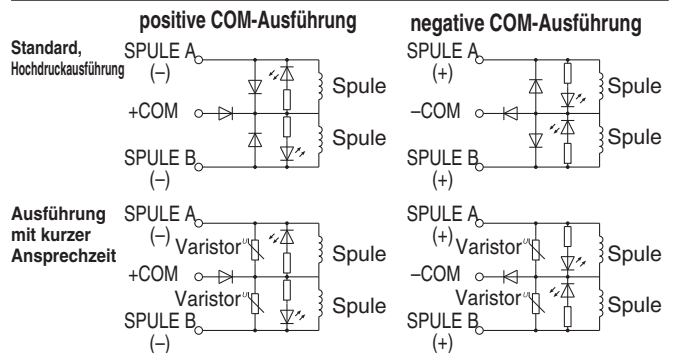 positive COM-Ausführung
negative COM-Ausführung
Standard,
Hochdruckausführung
SPULE A
(–)
Spule
+COM
Spule
SPULE B
(–)
SPULE A
(+)
Spule
–COM
Spule
SPULE B
(+)
Ausführung
mit kurzer
Ansprechzeit
SPULE A
(–) Varistor U
Spule
+COM
Varistor U
Spule
SPULE B
(–)
SPULE A
(+) Varistor U
Spule
–COM
Varistor U
Spule
SPULE B
(+)